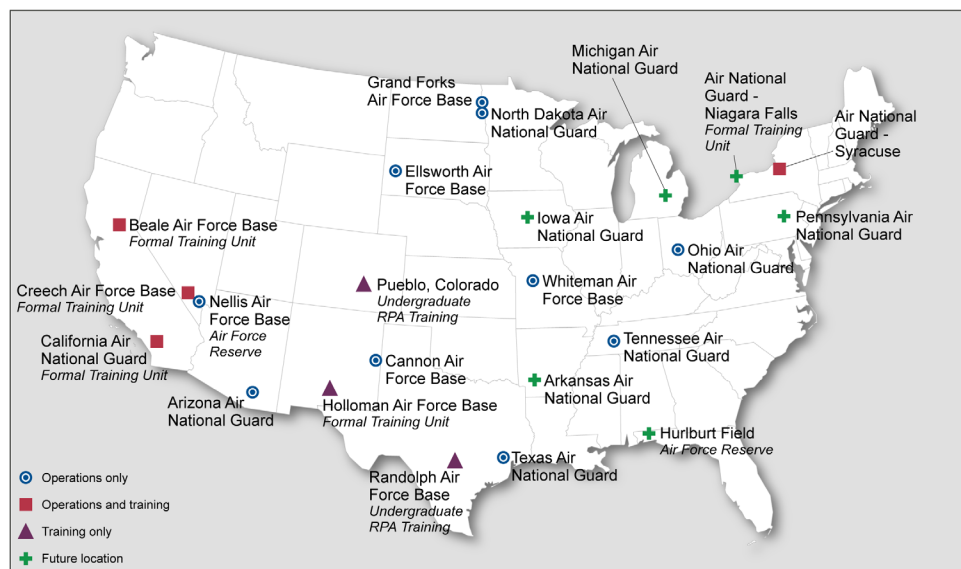 Michigan Air
National Guard
Air National
Guard -
Niagara Falls
Formal Training
Unit
Air National
Guard -
Syracuse
Grand Forks
Air Force Base
North Dakota Air
National Guard
Ellsworth Air
Force Base
Iowa Air
National Guard
Pennsylvania Air
National Guard
Beale Air Force Base
Formal Training Unit
Ohio Air
National Guard
Creech Air Force Base
Formal Training Unit
Nellis Air
Force Base
Air Force
Reserve
Pueblo, Colorado
Undergraduate
RPA Training
Whiteman Air
Force Base
California Air
National Guard
Formal Training Unit
Tennessee Air
National Guard
Cannon Air
Force Base
Arkansas Air
National Guard
Arizona Air
National Guard
Holloman Air Force Base
Formal Training Unit
Hurlburt Field
Air Force Reserve
Texas Air
National Guard
Randolph Air
Force Base
Undergraduate
RPA Training
Operations only
Operations and training
Training only
Future location